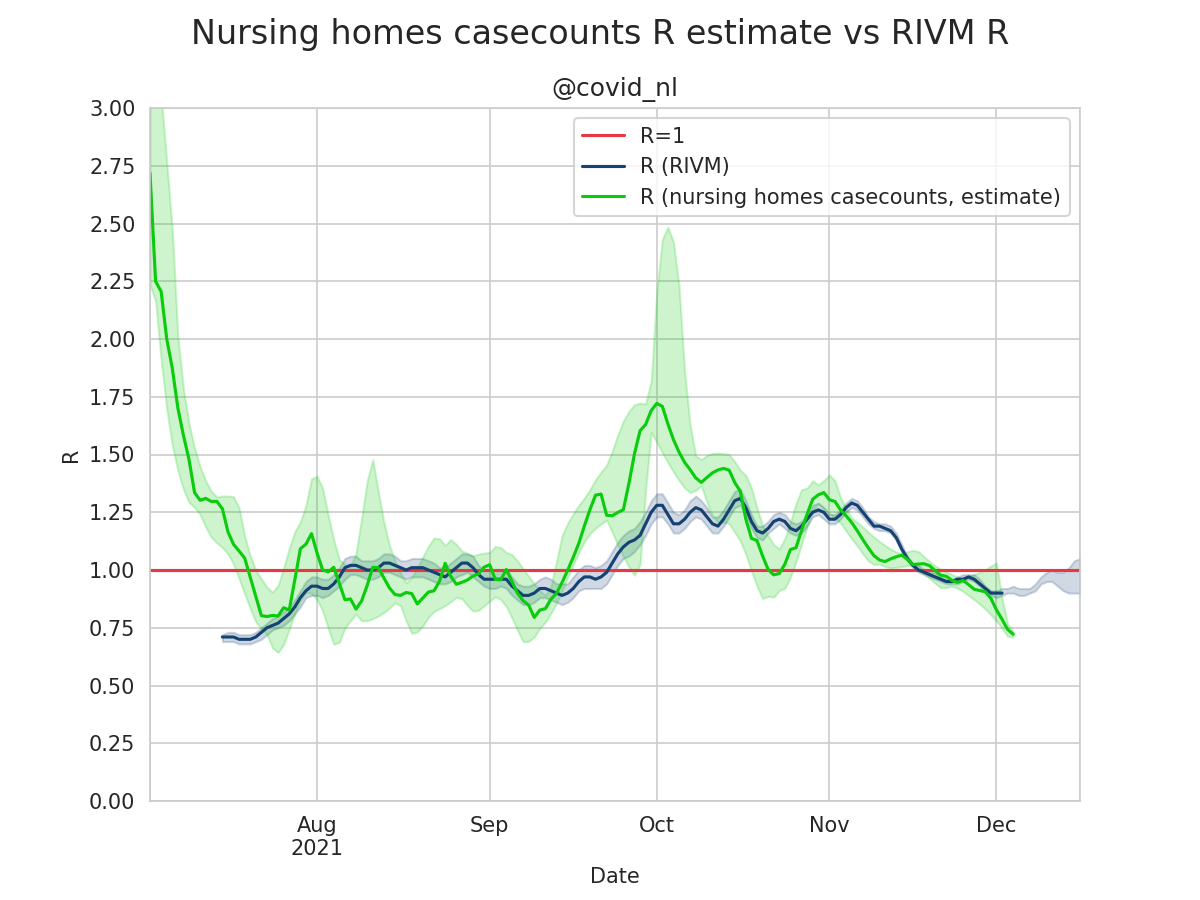 Nursing homes casecounts R estimate vs RIVM R
@covid_nl
R=1
R (RIVM)
R (nursing homes casecounts, estimate)
3.00
2.75
2.50
2.25
2.00
1.75
1.50
1.25
1.00
0.75
0.50
0.25
0.00
R
Aug
2021
Sep
Oct
Nov
Dec
Date